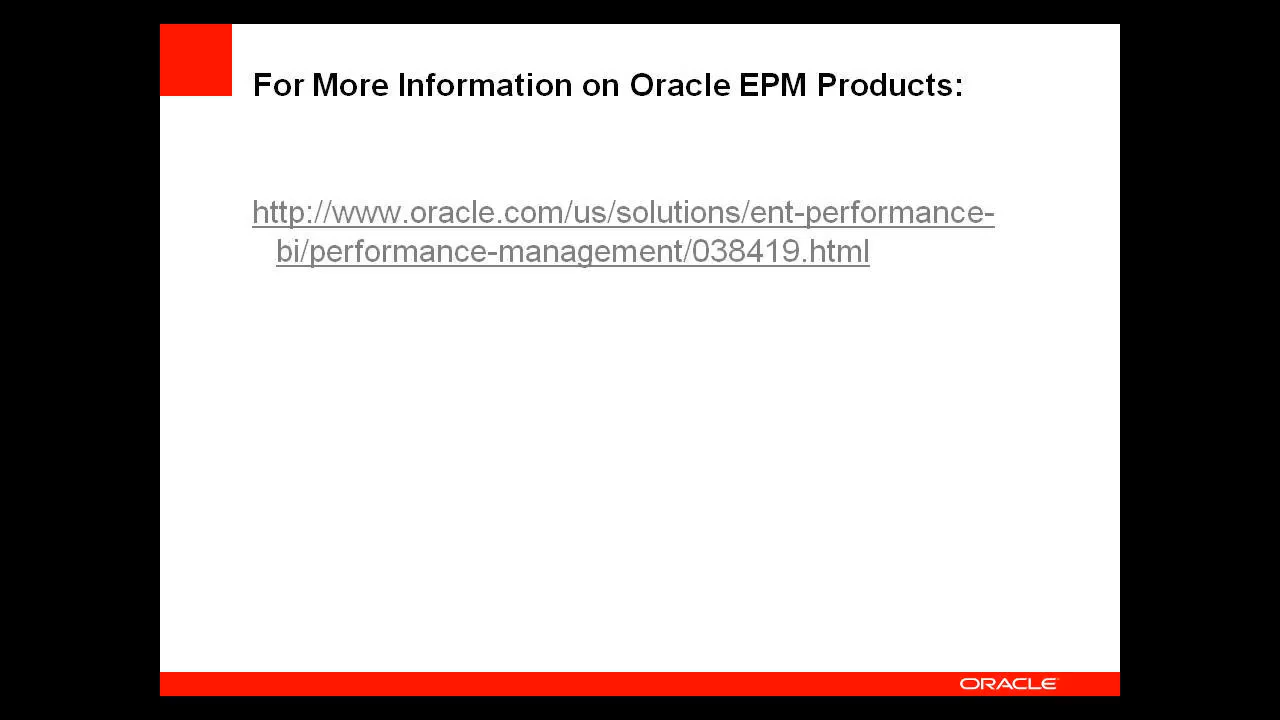 For More Information on Oracle EPM Products:
http://www.oracle.com/us/solutions/ent-performance-
bi/performance-management/038419.html
ORACLE